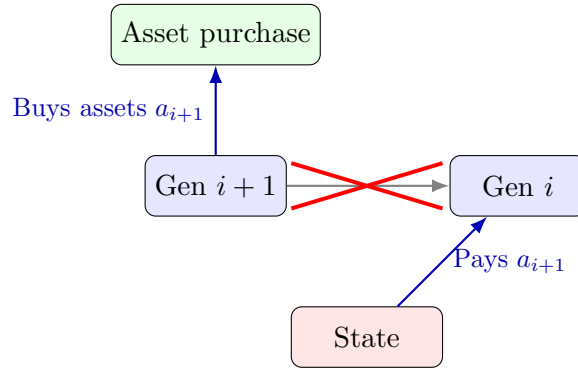 Asset purchase
Buys assets $a_{i+1}$
Gen $i+1$
Gen $i$
Pays $a_{i+1}$
State